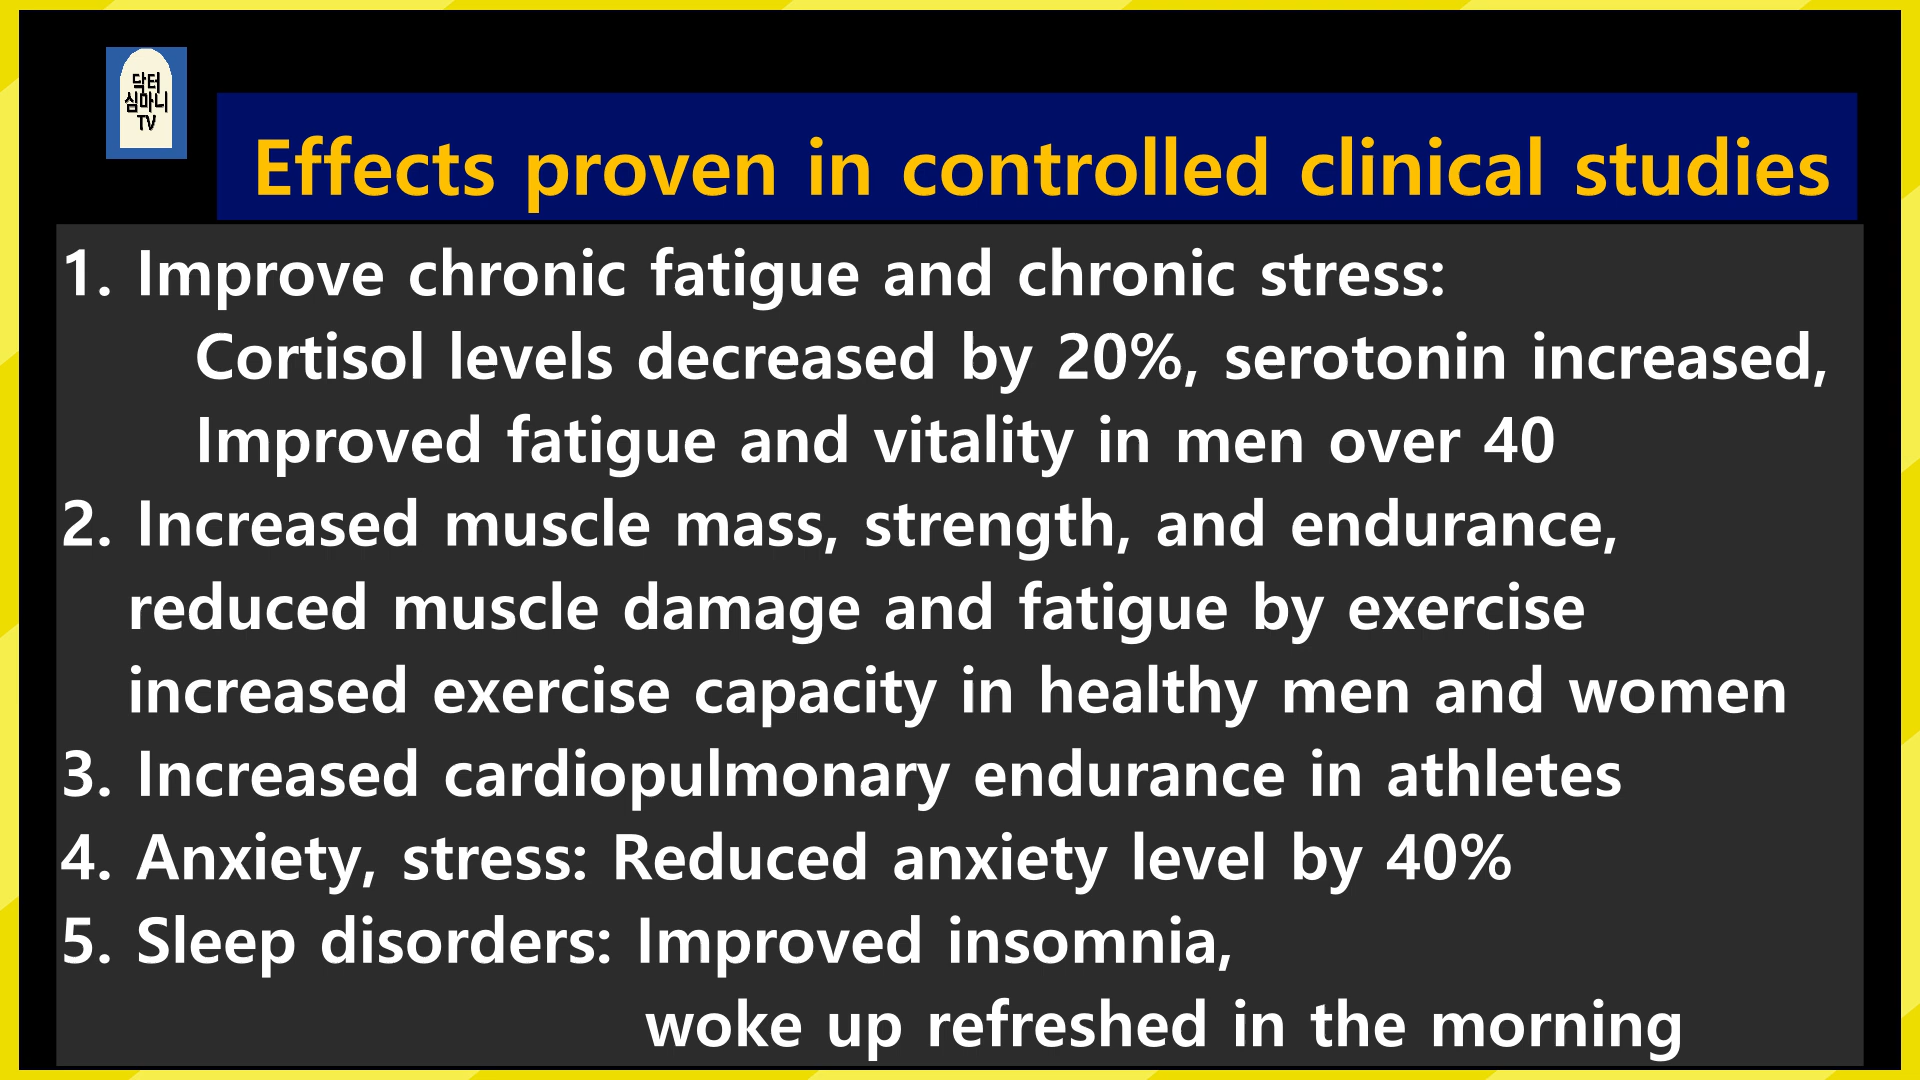 닥터
심마니
TV
Effects proven in controlled clinical studies
1. Improve chronic fatigue and chronic stress:
Cortisol levels decreased by 20%, serotonin increased,
Improved fatigue and vitality in men over 40
2. Increased muscle mass, strength, and endurance,
reduced muscle damage and fatigue by exercise
increased exercise capacity in healthy men and women
3. Increased cardiopulmonary endurance in athletes
4. Anxiety, stress: Reduced anxiety level by 40%
5. Sleep disorders: Improved insomnia,
woke up refreshed in the morning